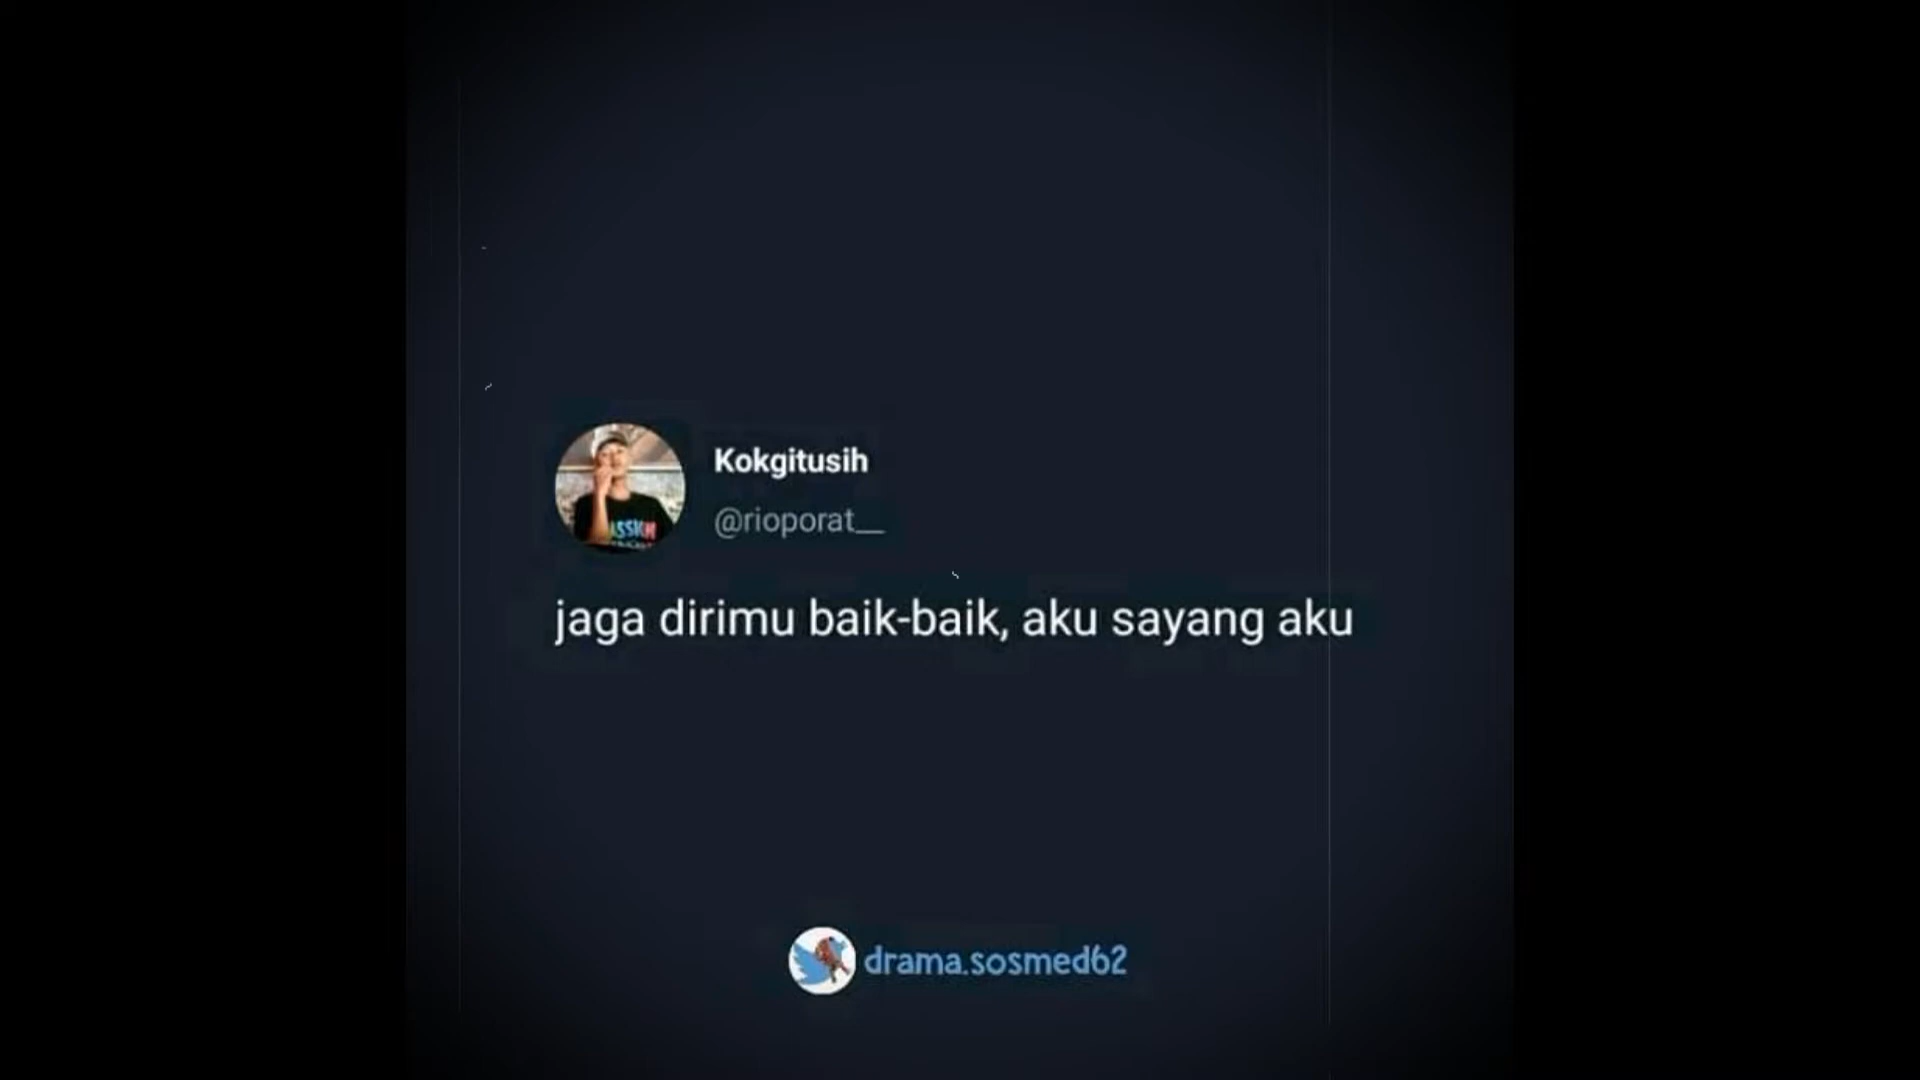 Kokgitusih
@rioporat__
jaga dirimu baik-baik, aku sayang aku
drama.sosmed62